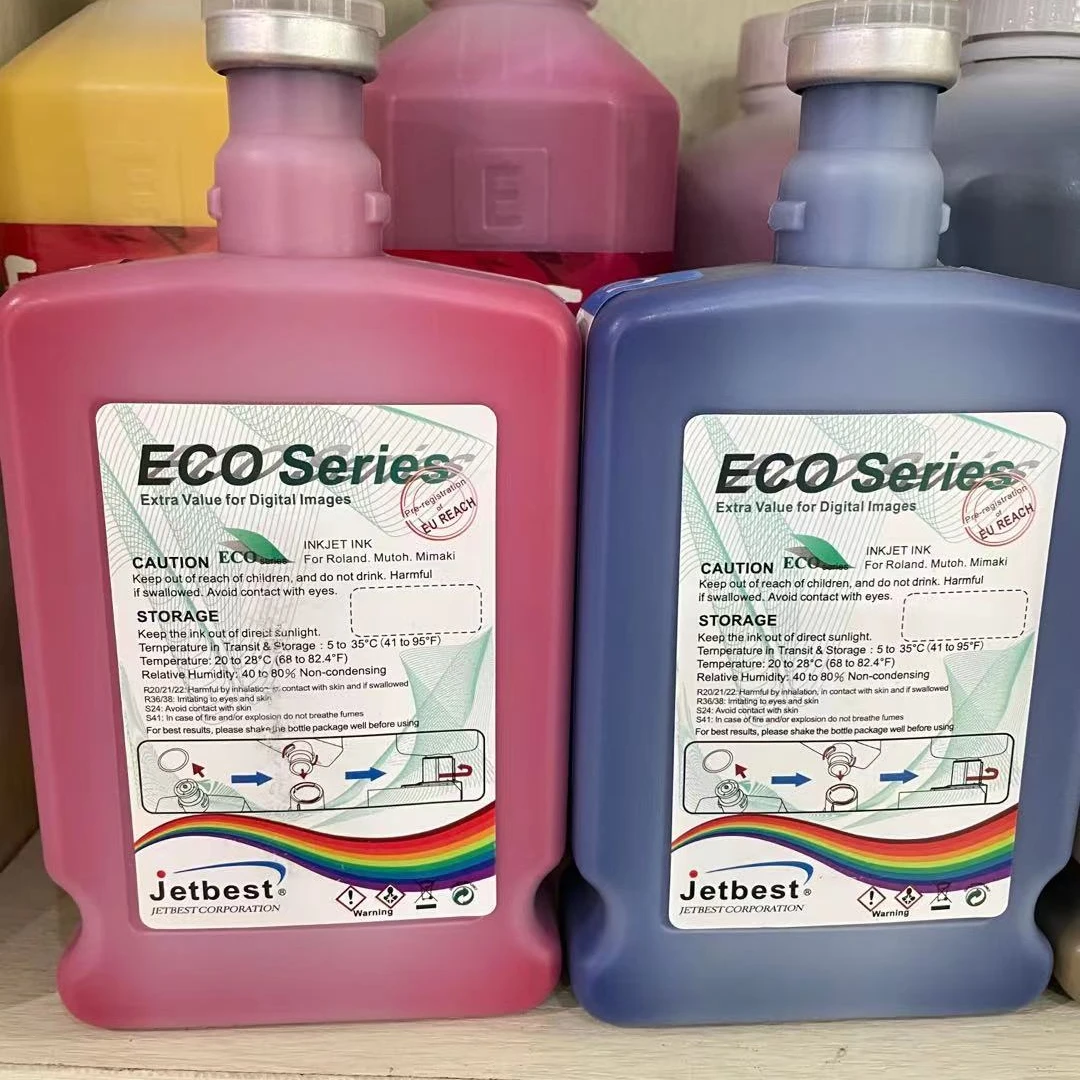 E
ECO Series
Extra Value for Digital Images
Pre-registration
of
EU REACH
ECO series
INKJET INK
For Roland. Mutoh. Mimaki
CAUTION
Keep out of reach of children, and do not drink. Harmful
if swallowed. Avoid contact with eyes.
STORAGE
Keep the ink out of direct sunlight.
Temperature in Transit & Storage : 5 to 35°C (41 to 95°F)
Temperature: 20 to 28°C (68 to 82.4°F)
Relative Humidity: 40 to 80% Non-condensing
R20/21/22: Harmful by inhalation, in contact with skin and if swallowed
R36/38: Irritating to eyes and skin
S24: Avoid contact with skin
S41: In case of fire and/or explosion do not breathe fumes
For best results, please shake the bottle package well before using
Jetbest®
JETBEST CORPORATION
Warning
ECO Series
Extra Value for Digital Images
Pre-registration
of
EU REACH
ECO series
INKJET INK
For Roland. Mutoh. Mimaki
CAUTION
Keep out of reach of children, and do not drink. Harmful
if swallowed. Avoid contact with eyes.
STORAGE
Keep the ink out of direct sunlight.
Temperature in Transit & Storage : 5 to 35°C (41 to 95°F)
Temperature: 20 to 28°C (68 to 82.4°F)
Relative Humidity: 40 to 80% Non-condensing
R20/21/22: Harmful by inhalation, in contact with skin and if swallowed
R36/38: Irritating to eyes and skin
S24: Avoid contact with skin
S41: In case of fire and/or explosion do not breathe fumes
For best results, please shake the bottle package well before using
Jetbest®
JETBEST CORPORATION
Warning